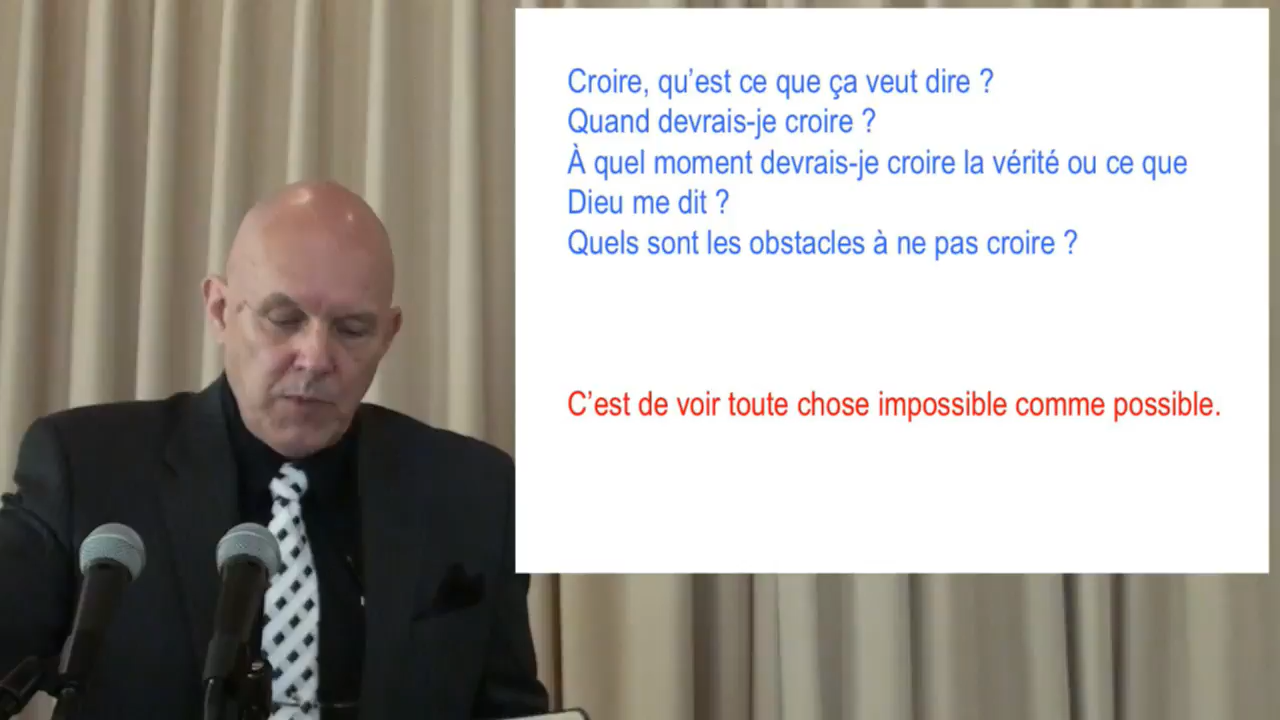 Croire, qu’est ce que ça veut dire ?
Quand devrais-je croire ?
À quel moment devrais-je croire la vérité ou ce que
Dieu me dit ?
Quels sont les obstacles à ne pas croire ?
C’est de voir toute chose impossible comme possible.